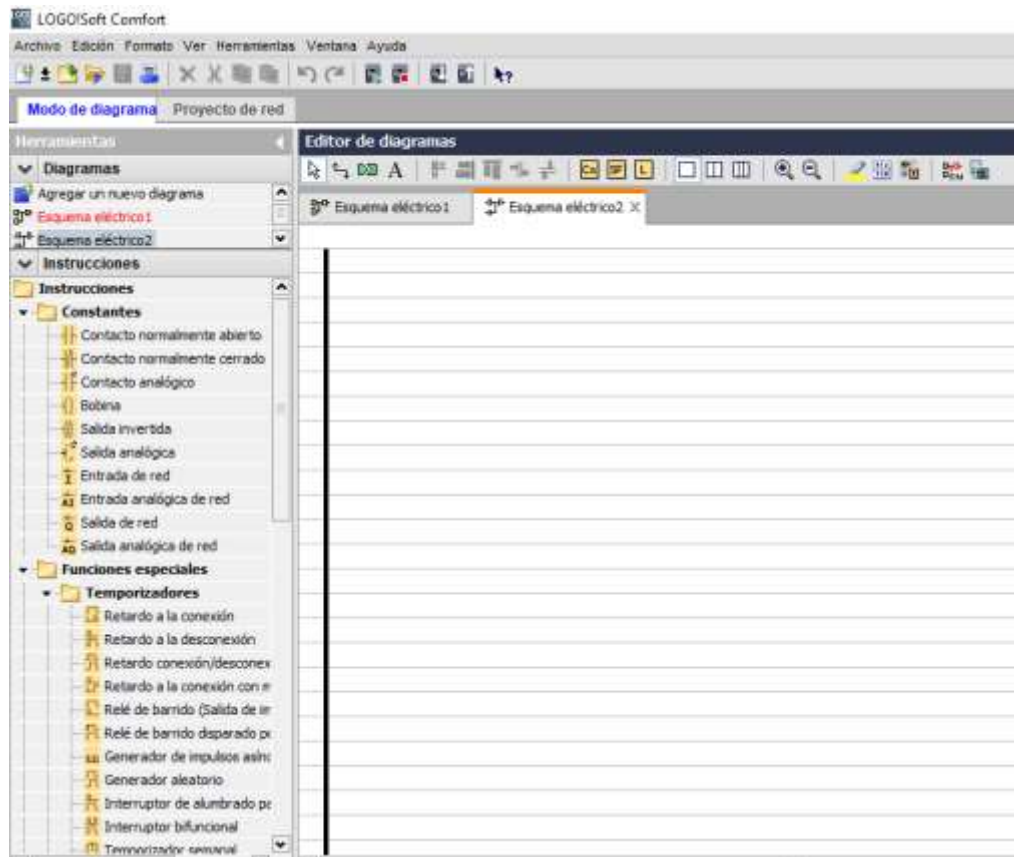 LOGO!Soft Comfort
Archivo Edición Formato Ver Herramientas Ventana Ayuda
Modo de diagrama Proyecto de red
Herramientas
Editor de diagramas
Diagramas
Agregar un nuevo diagrama
Esquema eléctrico1
Esquema eléctrico2
Esquema eléctrico1
Esquema eléctrico2
Instrucciones
Instrucciones
Constantes
Contacto normalmente abierto
Contacto normalmente cerrado
Contacto analógico
Bobina
Salida invertida
Salida analógica
Entrada de red
Entrada analógica de red
Salida de red
Salida analógica de red
Funciones especiales
Temporizadores
Retardo a la conexión
Retardo a la desconexión
Retardo conexión/desconex
Retardo a la conexión con
Relé de barrido (Salida de
Relé de barrido disparado
Generador de impulsos
Generador aleatorio
Interruptor de alumbrado
Interruptor bifuncional
Temporizador semanal